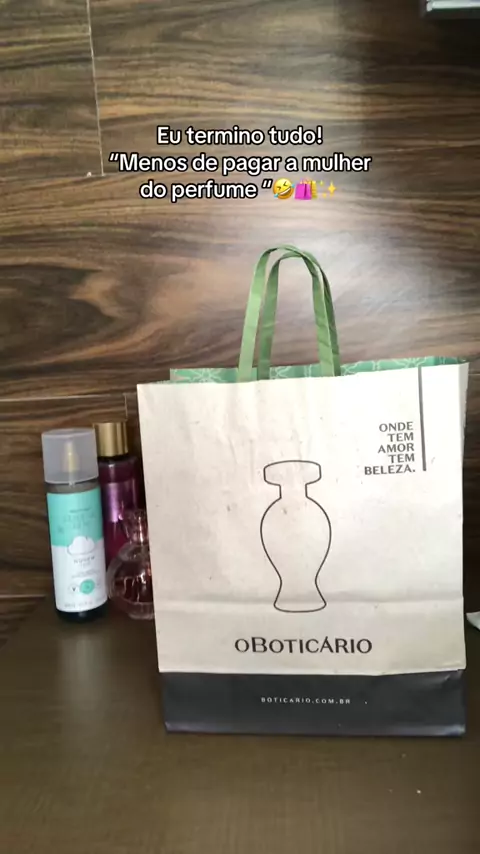 Eu termino tudo!
“Menos de pagar a mulher
do perfume “🤣🛍️✨
ONDE
TEM
AMOR
TEM
BELEZA.
OBOTICÁRIO
BOTICARIO.COM.BR